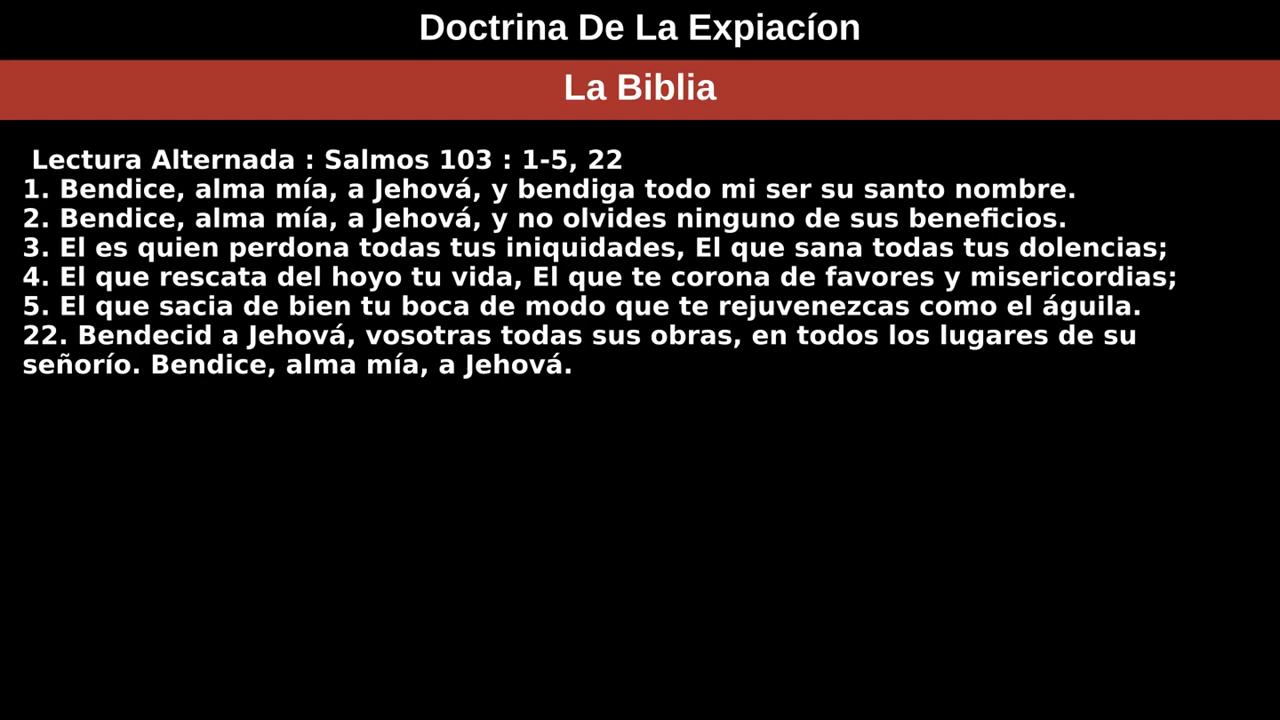 Doctrina De La Expiacíon
La Biblia
Lectura Alternada : Salmos 103 : 1-5, 22
1. Bendice, alma mía, a Jehová, y bendiga todo mi ser su santo nombre.
2. Bendice, alma mía, a Jehová, y no olvides ninguno de sus beneficios.
3. El es quien perdona todas tus iniquidades, El que sana todas tus dolencias;
4. El que rescata del hoyo tu vida, El que te corona de favores y misericordias;
5. El que sacia de bien tu boca de modo que te rejuvenezcas como el águila.
22. Bendecid a Jehová, vosotras todas sus obras, en todos los lugares de su
señorío. Bendice, alma mía, a Jehová.